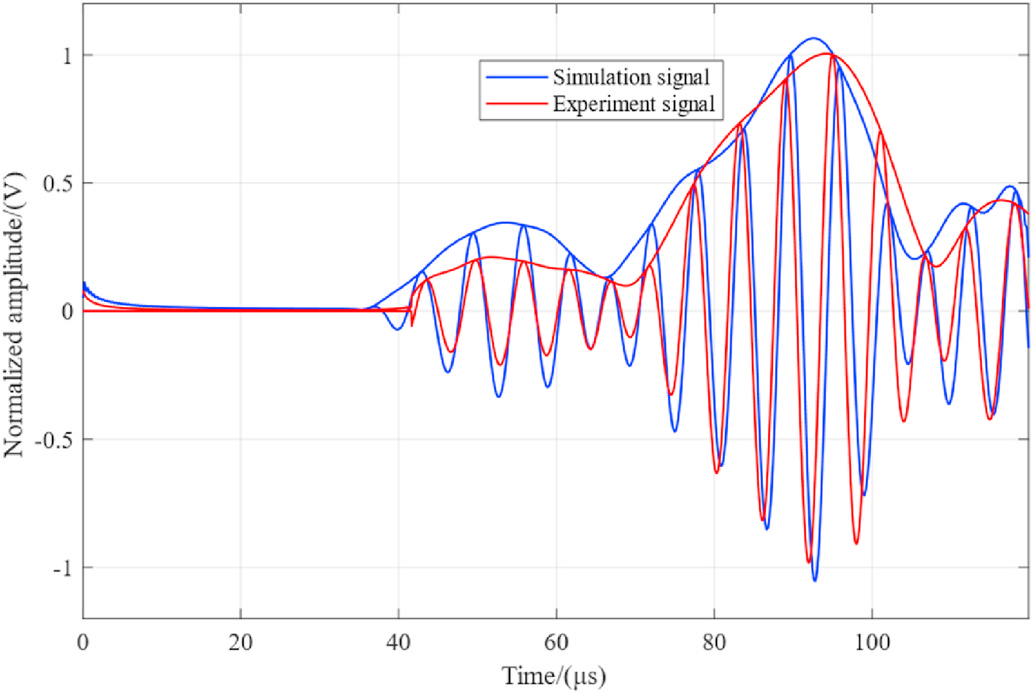 1
Simulation signal
Experiment signal
0.5
0
-0.5
-1
Normalized amplitude/(V)
0 20 40 60 80 100
Time/(μs)